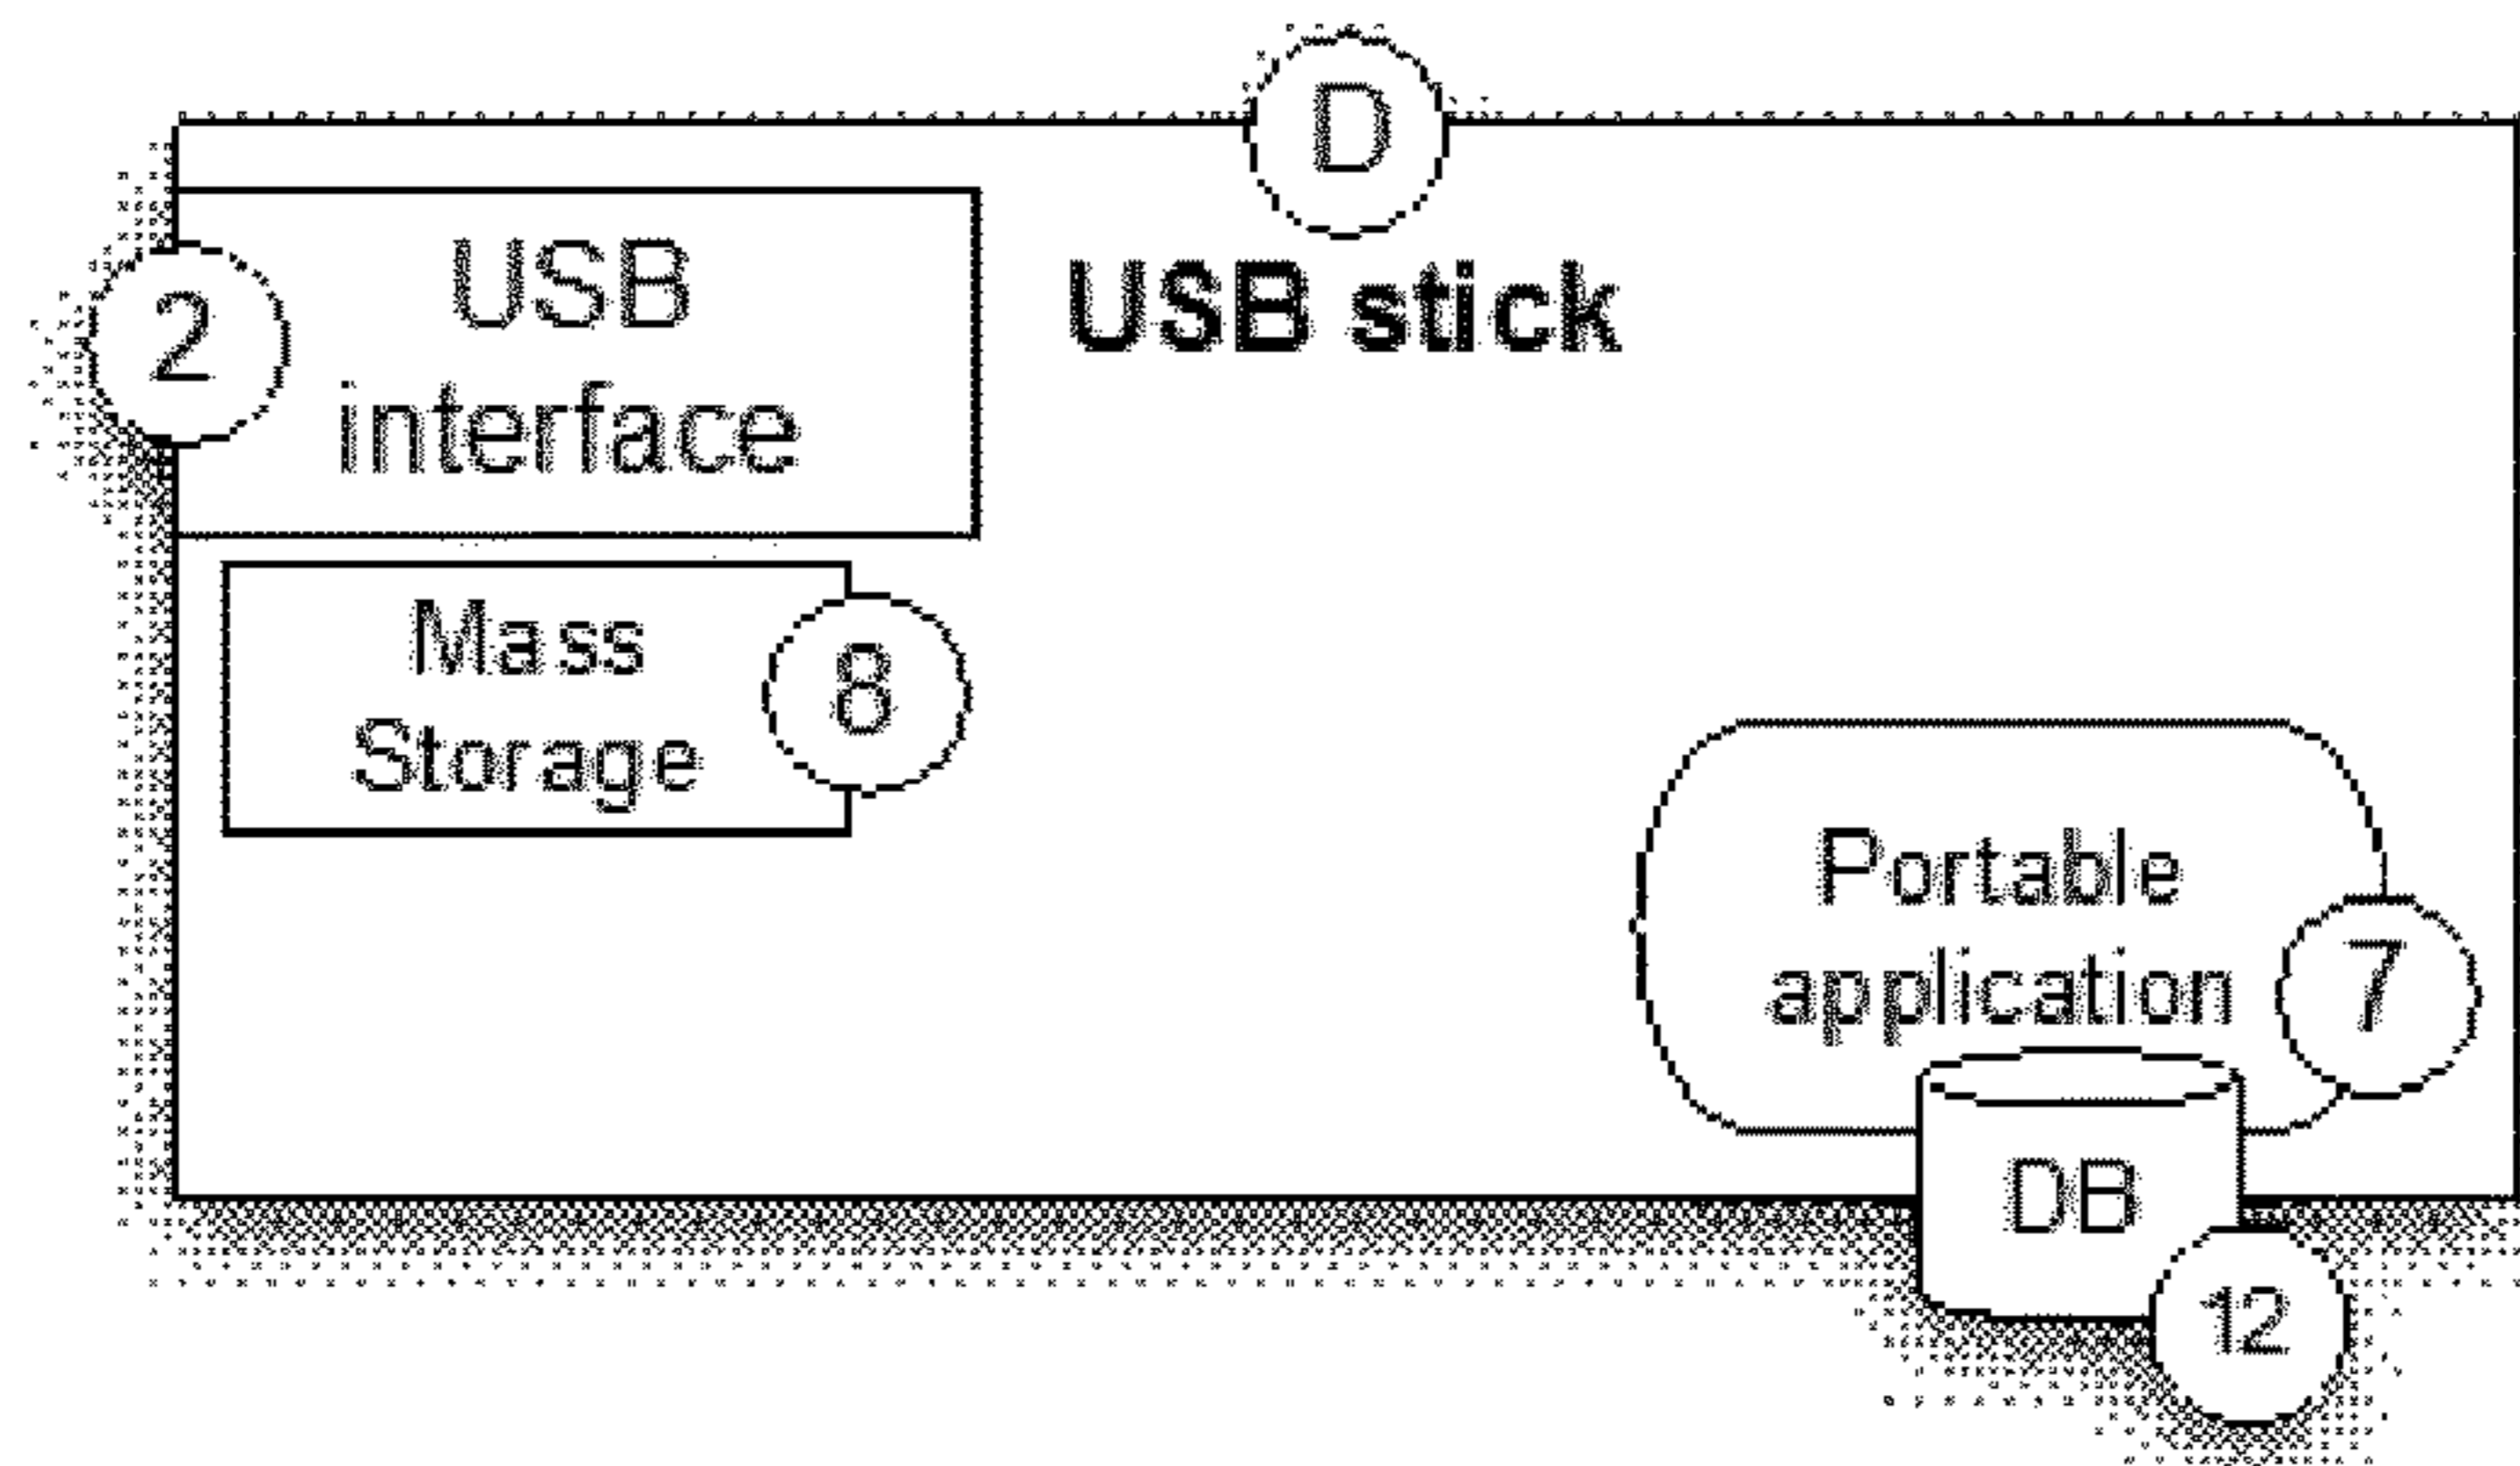 D
USB stick
2
USB
interface
Mass
Storage
8
Portable
application
7
DB
12